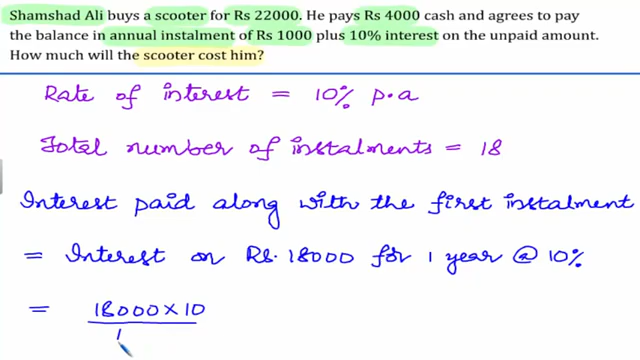 Shamshad Ali buys a scooter for Rs 22000. He pays Rs 4000 cash and agrees to pay
the balance in annual instalment of Rs 1000 plus 10% interest on the unpaid amount.
How much will the scooter cost him?
Rate of interest = 10% p.a
Total number of instalments = 18
Interest paid along with the first instalment
= Interest on Rs. 18000 for 1 year @ 10%
= 18000 × 10
1